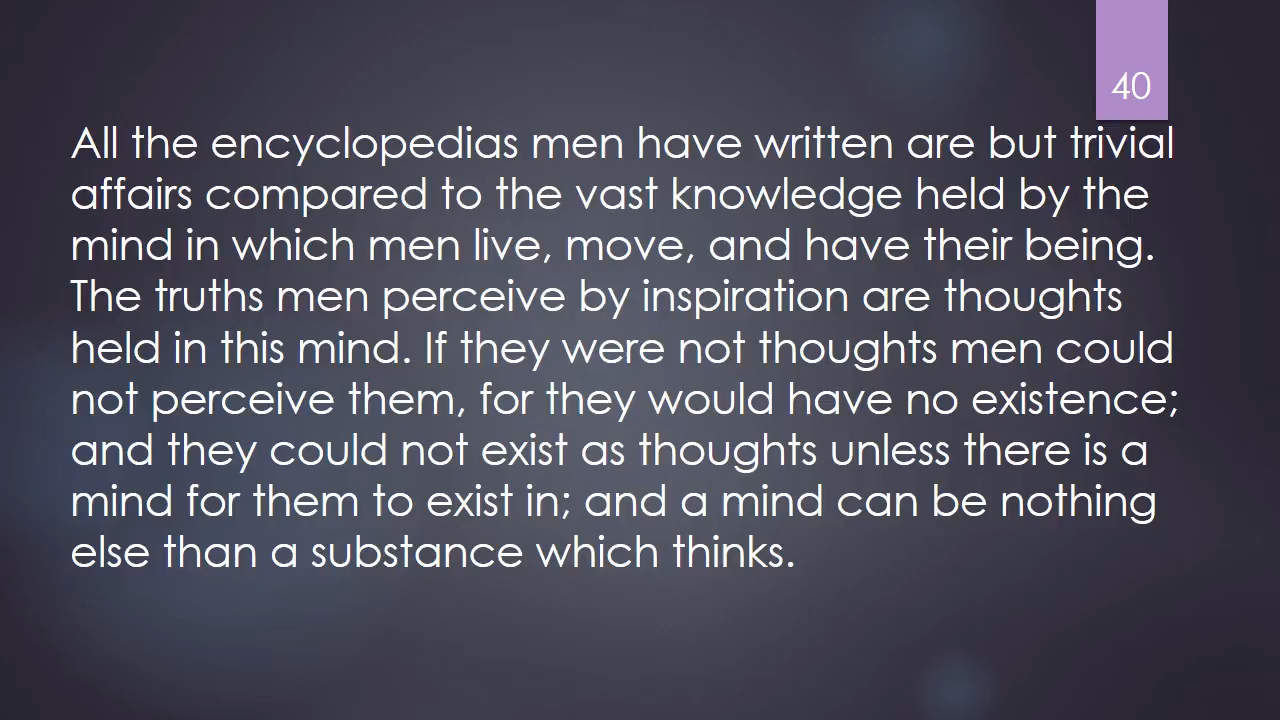 40
All the encyclopedias men have written are but trivial
affairs compared to the vast knowledge held by the
mind in which men live, move, and have their being.
The truths men perceive by inspiration are thoughts
held in this mind. If they were not thoughts men could
not perceive them, for they would have no existence;
and they could not exist as thoughts unless there is a
mind for them to exist in; and a mind can be nothing
else than a substance which thinks.